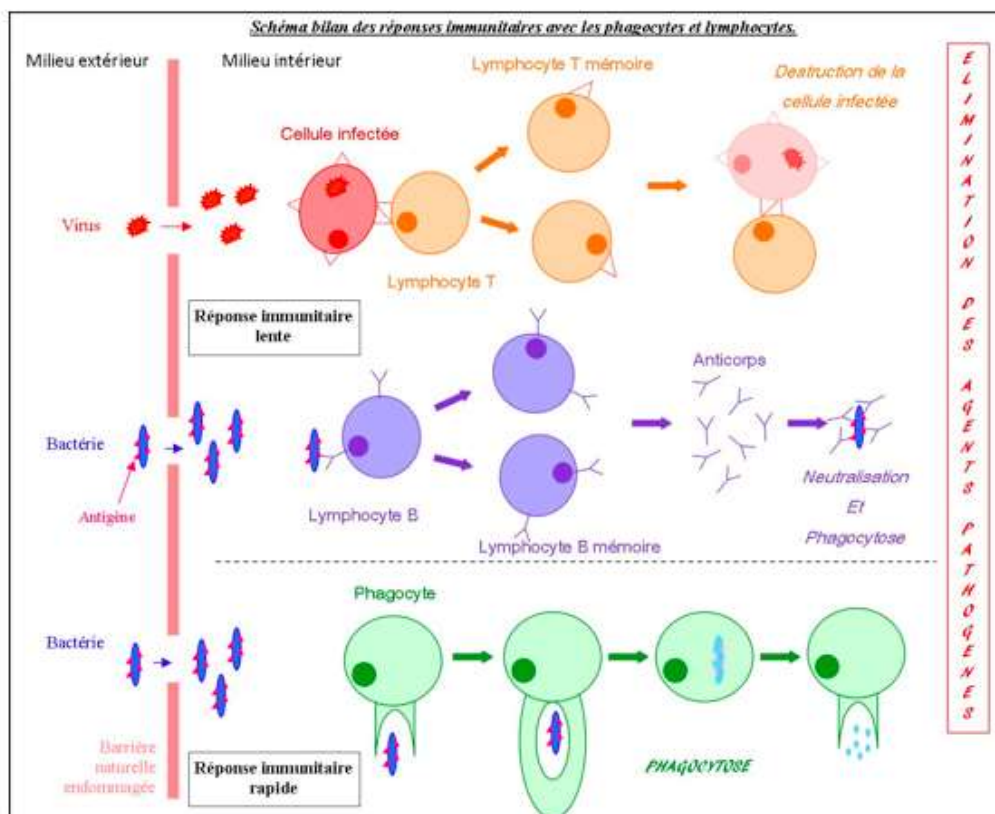 Schéma bilan des réponses immunitaires avec les phagocytes et lymphocytes.
Milieu extérieur
Milieu intérieur
Lymphocyte T mémoire
Destruction de la
cellule infectée
Cellule infectée
Virus
Lymphocyte T
Réponse immunitaire
lente
Anticorps
Bactérie
Antigène
Lymphocyte B
Lymphocyte B mémoire
Neutralisation
Et
Phagocytose
Phagocyte
Bactérie
Barrière
naturelle
endommagée
Réponse immunitaire
rapide
PHAGOCYTOSE
ELIMINATION DES AGENTS PATHOGENES